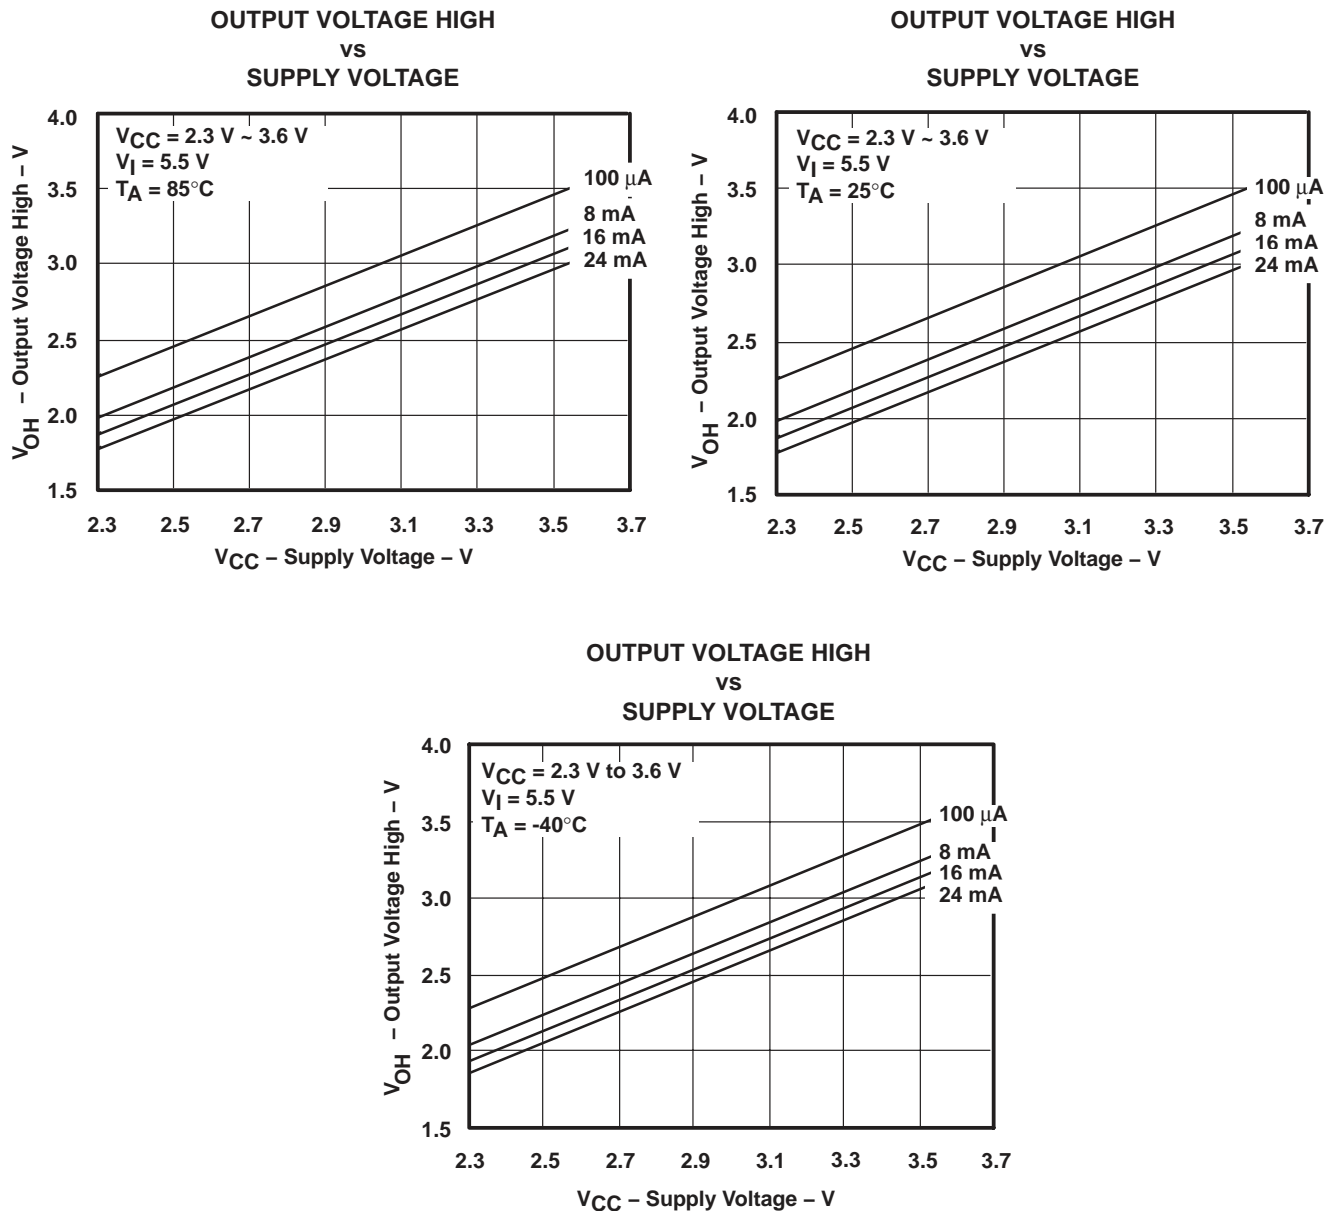 OUTPUT VOLTAGE HIGH
vs
SUPPLY VOLTAGE
4.0
3.5
3.0
2.5
2.0
1.5
VOH – Output Voltage High – V
VCC = 2.3 V ~ 3.6 V
VI = 5.5 V
TA = 85°C
100 μA
8 mA
16 mA
24 mA
2.3 2.5 2.7 2.9 3.1 3.3 3.5 3.7
VCC – Supply Voltage – V
OUTPUT VOLTAGE HIGH
vs
SUPPLY VOLTAGE
4.0
3.5
3.0
2.5
2.0
1.5
VOH – Output Voltage High – V
VCC = 2.3 V ~ 3.6 V
VI = 5.5 V
TA = 25°C
100 μA
8 mA
16 mA
24 mA
2.3 2.5 2.7 2.9 3.1 3.3 3.5 3.7
VCC – Supply Voltage – V
OUTPUT VOLTAGE HIGH
vs
SUPPLY VOLTAGE
4.0
3.5
3.0
2.5
2.0
1.5
VOH – Output Voltage High – V
VCC = 2.3 V to 3.6 V
VI = 5.5 V
TA = -40°C
100 μA
8 mA
16 mA
24 mA
2.3 2.5 2.7 2.9 3.1 3.3 3.5 3.7
VCC – Supply Voltage – V